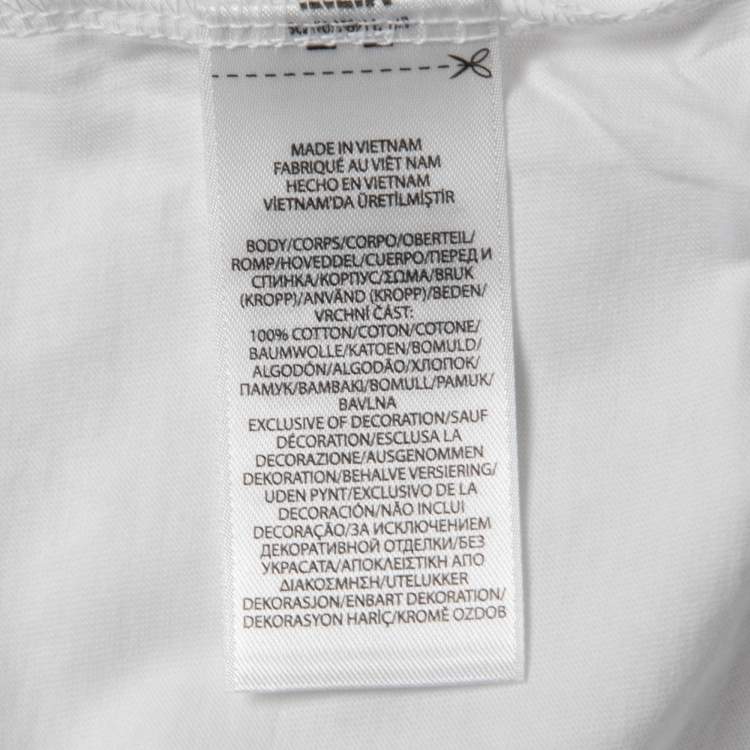 MADE IN VIETNAM
FABRIQUÉ AU VIÊT NAM
HECHO EN VIETNAM
VİETNAM'DA ÜRETİLMİŞTİR
BODY/CORPS/CORPO/OBERTEIL/
ROMP/HOVEDDEL/CUERPO/ПЕРЕД И
СПИНКА/КОРПУС/ΣΩΜΑ/BRUK
(KROPP)/ANVÄND (KROPP)/BEDEN/
VRCHNÍ ČÁST:
100% COTTON/COTON/COTONE/
BAUMWOLLE/KATOEN/BOMULD/
ALGODÓN/ALGODÃO/ХЛОПОК/
ПАМУК/ΒΑΜΒΑΚΙ/BOMULL/PAMUK/
BAVLNA
EXCLUSIVE OF DECORATION/SAUF
DÉCORATION/ESCLUSA LA
DECORAZIONE/AUSGENOMMEN
DEKORATION/BEHALVE VERSIERING/
UDEN PYNT/EXCLUSIVO DE LA
DECORACIÓN/NÃO INCLUI
DECORAÇÃO/ЗА ИСКЛЮЧЕНИЕМ
ДЕКОРАТИВНОЙ ОТДЕЛКИ/БЕЗ
УКРАСАТА/ΑΠΟΚΛΕΙΣΤΙΚΗ ΑΠΟ
ΔΙΑΚΟΣΜΗΣΗ/UTELUKKER
DEKORASJON/ENBART DEKORATION/
DEKORASYON HARİÇ/KROMĚ OZDOB